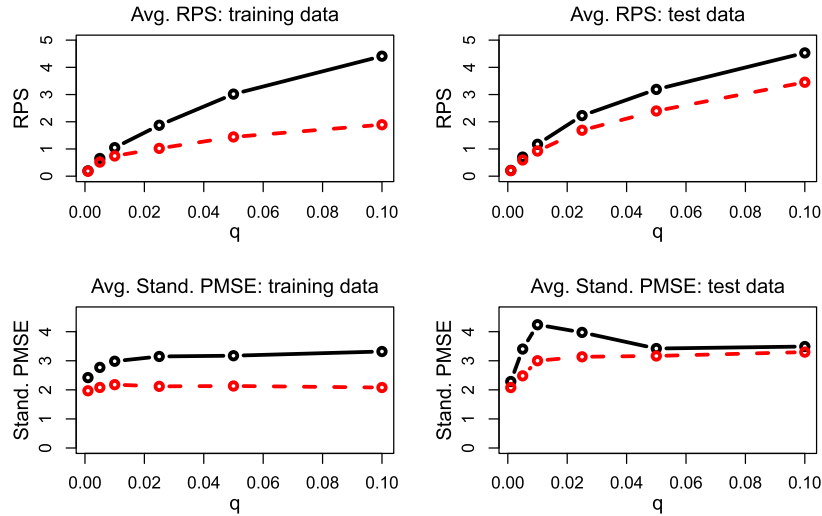 Avg. RPS: training data
RPS
0 1 2 3 4 5
0.00 0.02 0.04 0.06 0.08 0.10
q
Avg. RPS: test data
RPS
0 1 2 3 4 5
0.00 0.02 0.04 0.06 0.08 0.10
q
Avg. Stand. PMSE: training data
Stand. PMSE
0 1 2 3 4
0.00 0.02 0.04 0.06 0.08 0.10
q
Avg. Stand. PMSE: test data
Stand. PMSE
0 1 2 3 4
0.00 0.02 0.04 0.06 0.08 0.10
q